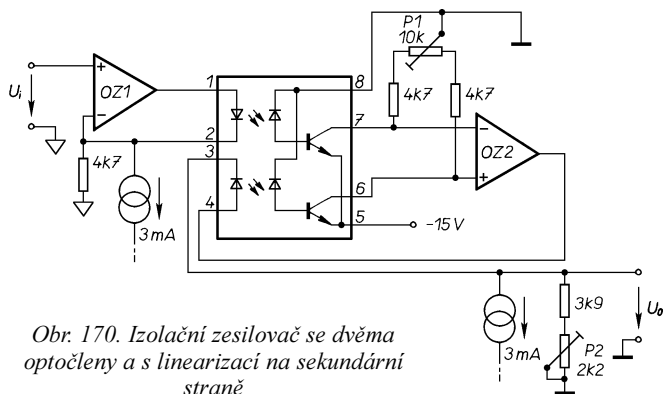 P1
10k
Ui
+
−
OZ1
1
2
3
4
8
7
6
5
4k7
4k7
4k7
3mA
−
+
OZ2
−15V
3k9
3mA
P2
2k2
Uo
Obr. 170. Izolační zesilovač se dvěma
optočleny a s linearizací na sekundární
straně